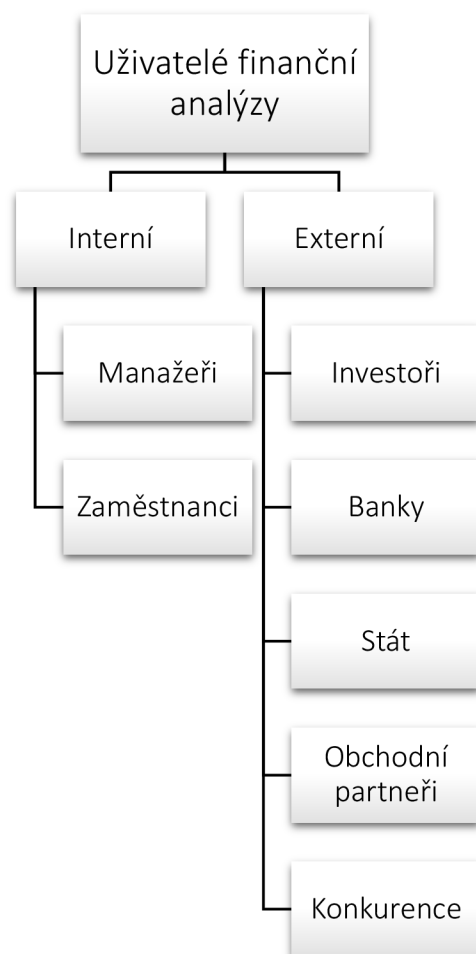 Uživatelé finanční
analýzy
Interní
Externí
Manažeři
Investoři
Zaměstnanci
Banky
Stát
Obchodní
partneři
Konkurence